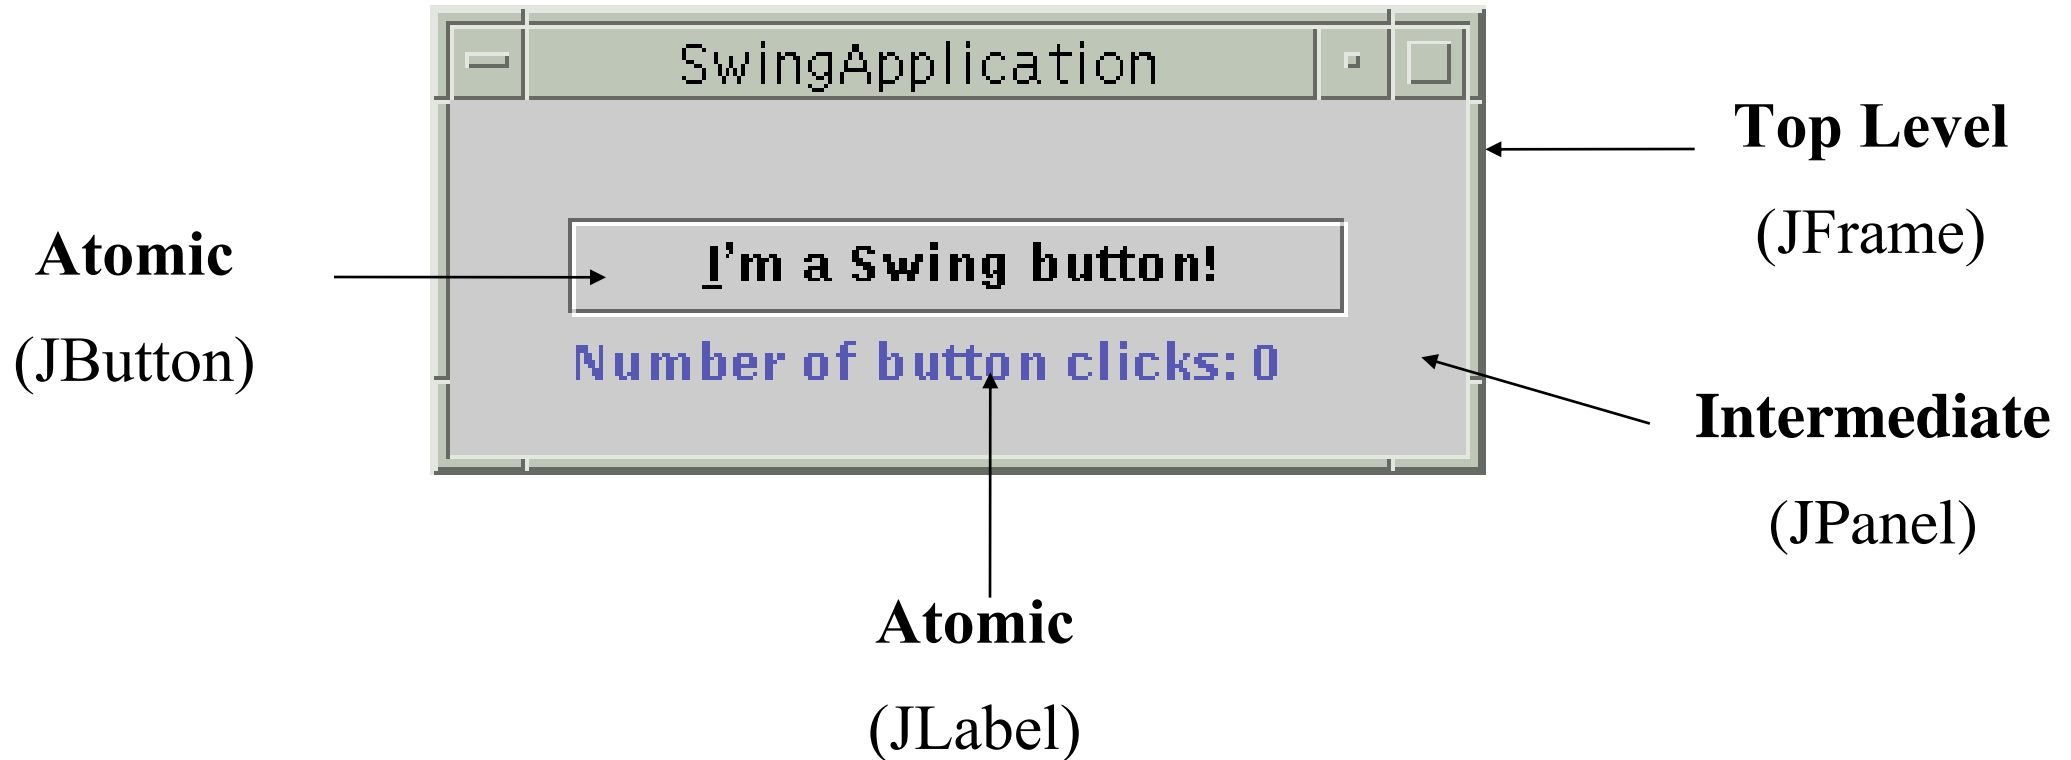 SwingApplication
Top Level
(JFrame)
Atomic
(JButton)
I'm a Swing button!
Number of button clicks: 0
Intermediate
(JPanel)
Atomic
(JLabel)